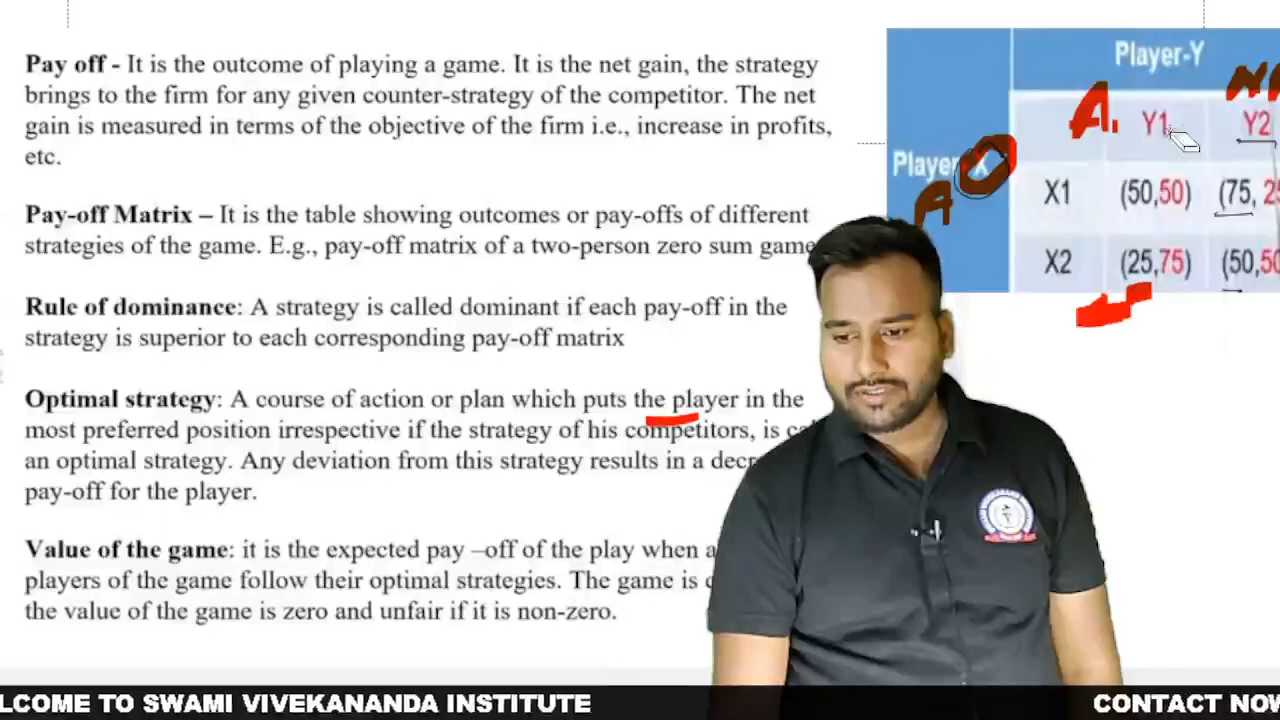 Pay off - It is the outcome of playing a game. It is the net gain, the strategy
brings to the firm for any given counter-strategy of the competitor. The net
gain is measured in terms of the objective of the firm i.e., increase in profits,
etc.
Pay-off Matrix – It is the table showing outcomes or pay-offs of different
strategies of the game. E.g., pay-off matrix of a two-person zero sum game
Rule of dominance: A strategy is called dominant if each pay-off in the
strategy is superior to each corresponding pay-off matrix
Optimal strategy: A course of action or plan which puts the player in the
most preferred position irrespective if the strategy of his competitors, is
an optimal strategy. Any deviation from this strategy results in a
pay-off for the player.
Value of the game: it is the expected pay –off of the play when
players of the game follow their optimal strategies. The game is
the value of the game is zero and unfair if it is non-zero.
Player-Y
A. Y1 Y2
Player
A
X1 (50,50) (75,
X2 (25,75) (50,50
LCOME TO SWAMI VIVEKANANDA INSTITUTE
CONTACT NOW